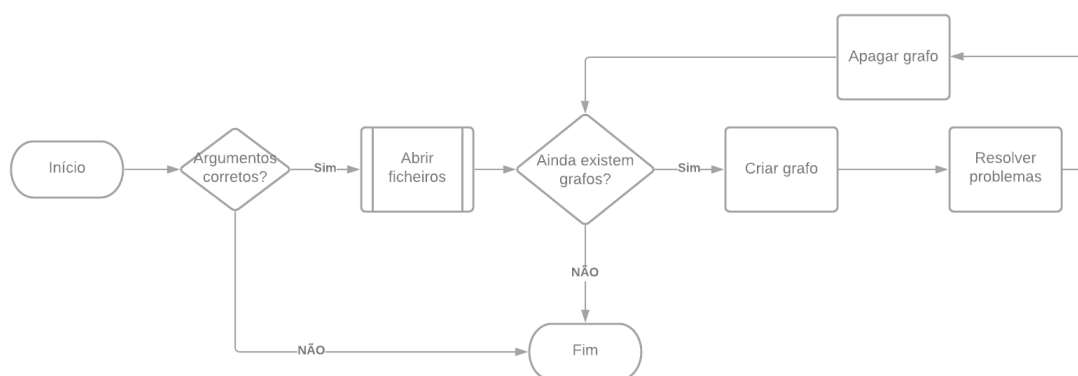 Apagar grafo
Início
Argumentos
corretos?
Sim
Abrir
ficheiros
Ainda existem
grafos?
Sim
Criar grafo
Resolver
problemas
NÃO
NÃO
Fim